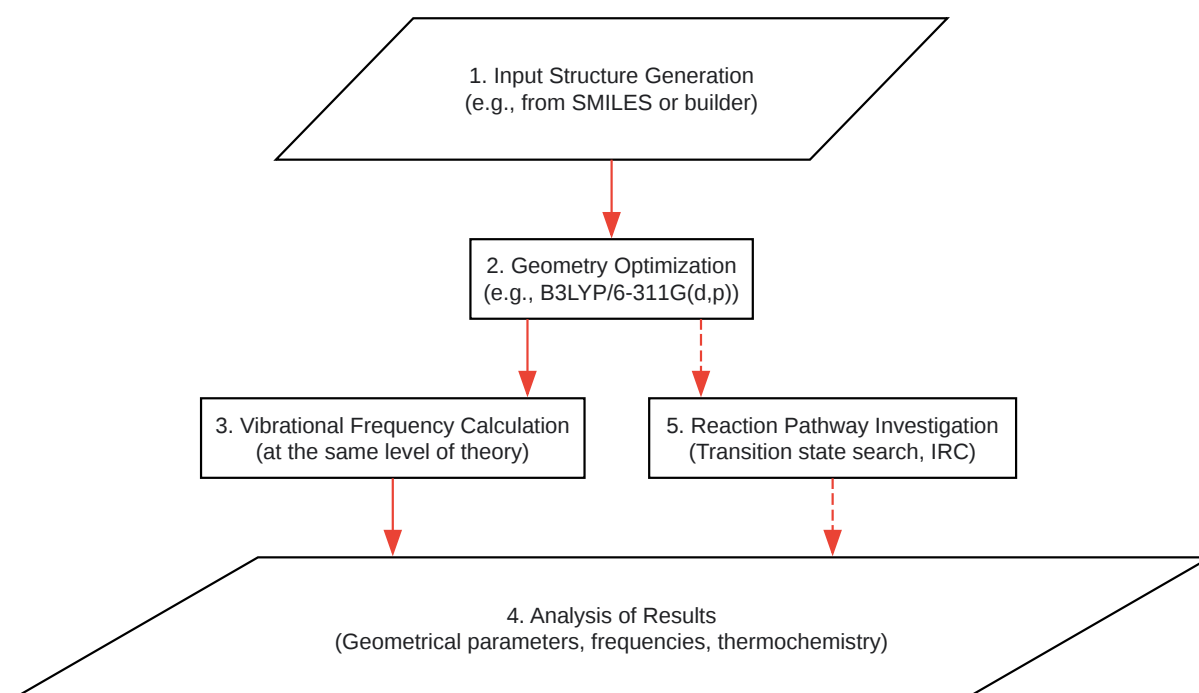 1. Input Structure Generation
(e.g., from SMILES or builder)
2. Geometry Optimization
(e.g., B3LYP/6-311G(d,p))
3. Vibrational Frequency Calculation
(at the same level of theory)
5. Reaction Pathway Investigation
(Transition state search, IRC)
4. Analysis of Results
(Geometrical parameters, frequencies, thermochemistry)